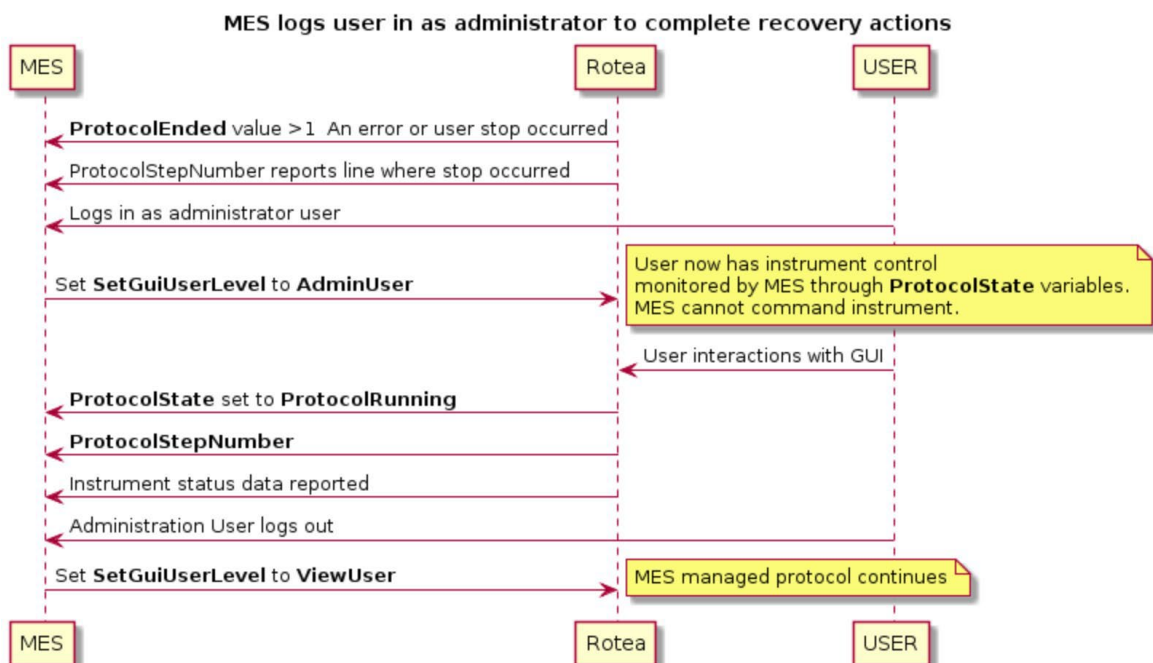 MES logs user in as administrator to complete recovery actions
MES
Rotea
USER
ProtocolEnded value >1 An error or user stop occurred
ProtocolStepNumber reports line where stop occurred
Logs in as administrator user
Set SetGuiUserLevel to AdminUser
User now has instrument control
monitored by MES through ProtocolState variables.
MES cannot command instrument.
User interactions with GUI
ProtocolState set to ProtocolRunning
ProtocolStepNumber
Instrument status data reported
Administration User logs out
Set SetGuiUserLevel to ViewUser
MES managed protocol continues
MES
Rotea
USER